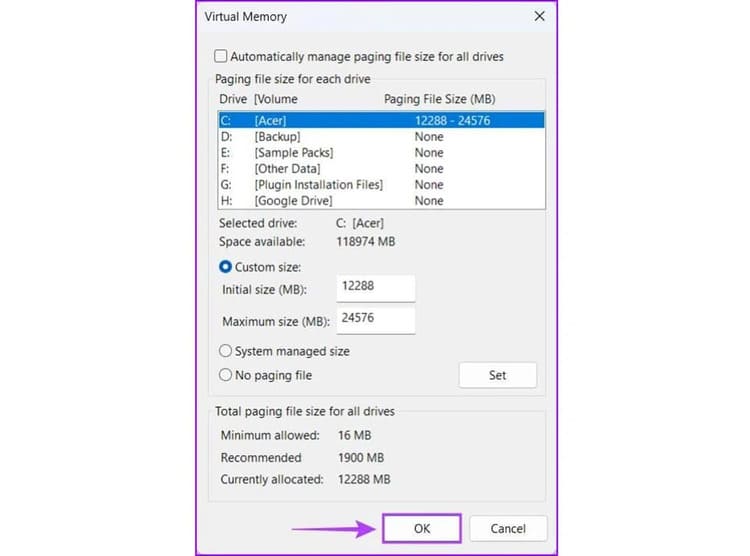 Virtual Memory
Automatically manage paging file size for all drives
Paging file size for each drive
Drive [Volume Paging File Size (MB)
C: [Acer] 12288 - 24576
D: [Backup] None
E: [Sample Packs] None
F: [Other Data] None
G: [Plugin Installation Files] None
H: [Google Drive] None
Selected drive: C: [Acer]
Space available: 118974 MB
Custom size:
Initial size (MB): 12288
Maximum size (MB): 24576
System managed size
No paging file Set
Total paging file size for all drives
Minimum allowed: 16 MB
Recommended 1900 MB
Currently allocated: 12288 MB
OK Cancel